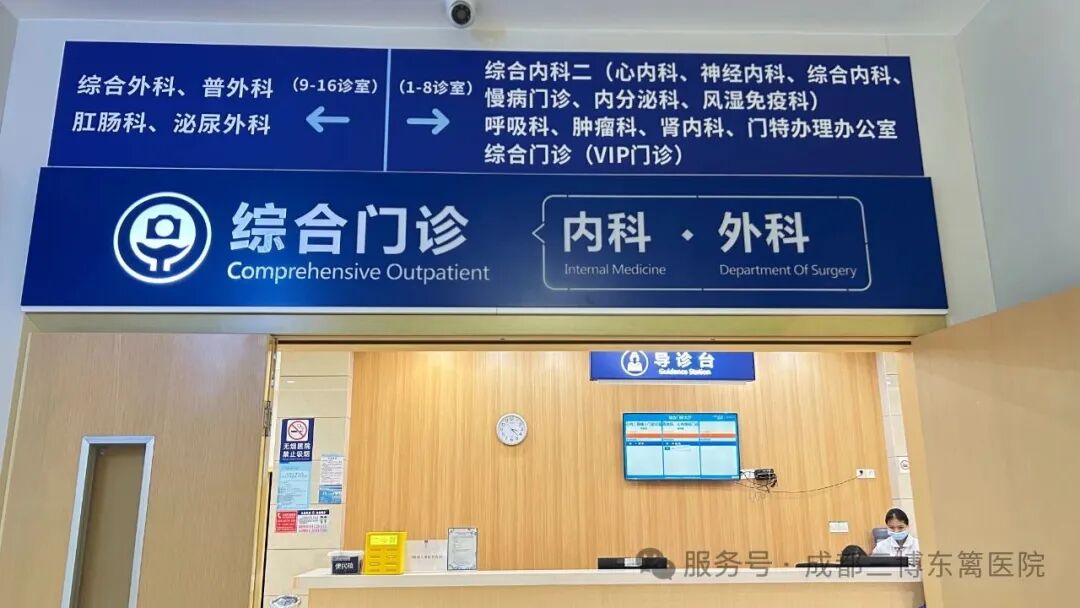 综合外科、普外科
肛肠科、泌尿外科
（9-16诊室）
（1-8诊室）
综合内科二（心内科、神经内科、综合内科、
慢病门诊、内分泌科、风湿免疫科）
呼吸科、肿瘤科、肾内科、门特办理办公室
综合门诊（VIP门诊）
综合门诊
Comprehensive Outpatient
内科 · 外科
Internal Medicine Department Of Surgery
导诊台
Guidance Station
无烟医院
禁止吸烟
便民箱
服务号 · 成都三博东篱医院